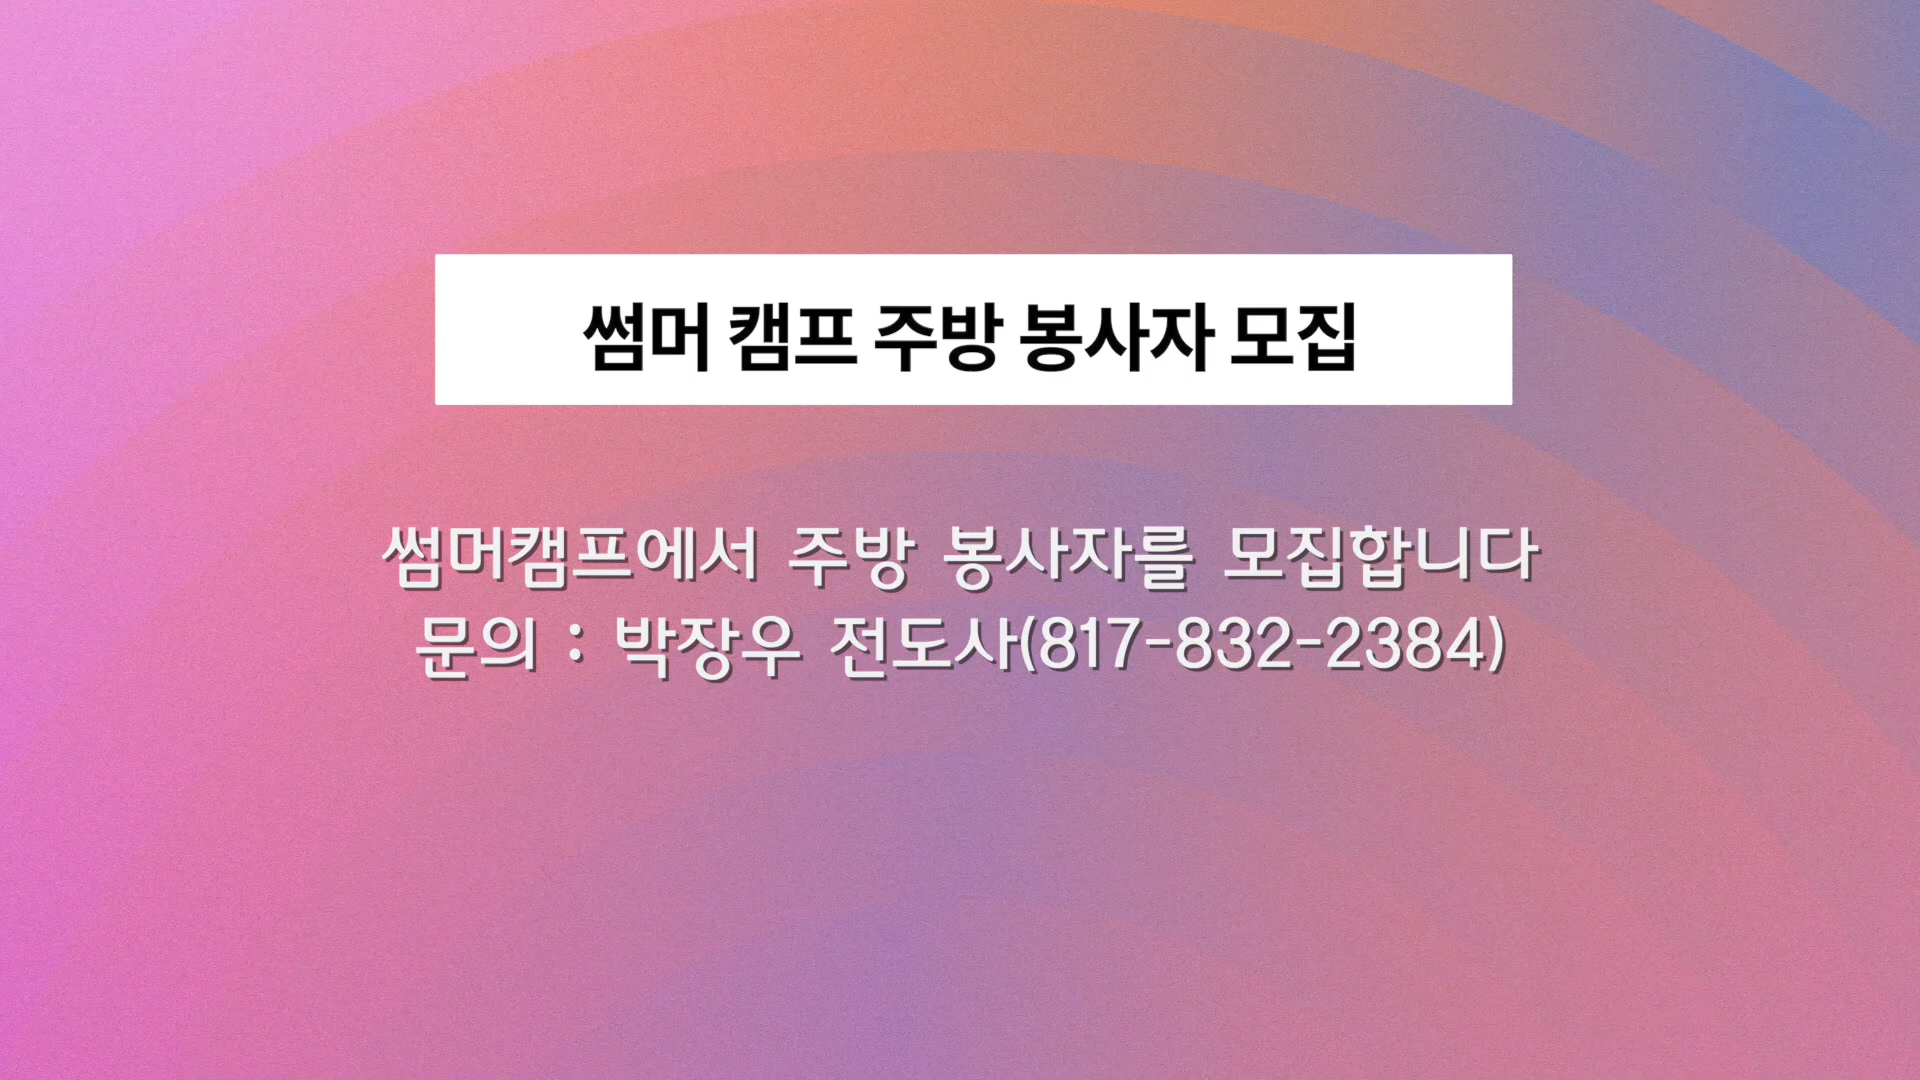 썸머 캠프 주방 봉사자 모집
썸머캠프에서 주방 봉사자를 모집합니다
문의 : 박장우 전도사(817-832-2384)